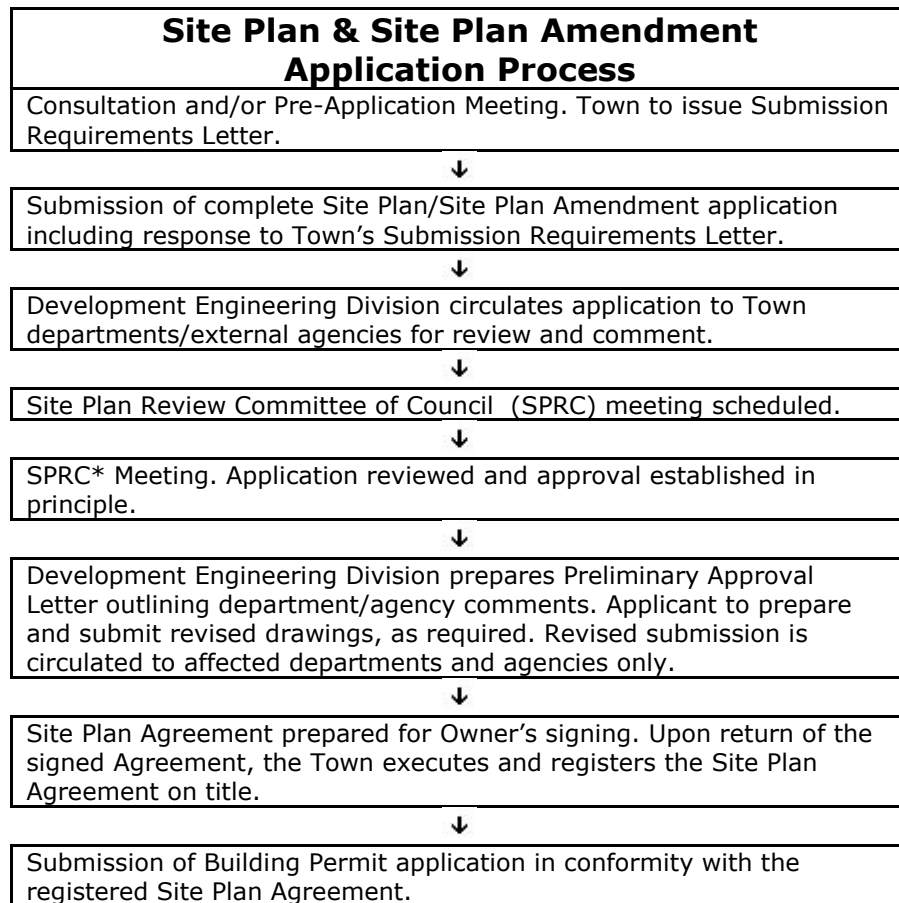 Site Plan & Site Plan Amendment
Application Process
Consultation and/or Pre-Application Meeting. Town to issue Submission
Requirements Letter.
↓
Submission of complete Site Plan/Site Plan Amendment application
including response to Town's Submission Requirements Letter.
↓
Development Engineering Division circulates application to Town
departments/external agencies for review and comment.
↓
Site Plan Review Committee of Council  (SPRC) meeting scheduled.
↓
SPRC* Meeting. Application reviewed and approval established in
principle.
↓
Development Engineering Division prepares Preliminary Approval
Letter outlining department/agency comments. Applicant to prepare
and submit revised drawings, as required. Revised submission is
circulated to affected departments and agencies only.
↓
Site Plan Agreement prepared for Owner's signing. Upon return of the
signed Agreement, the Town executes and registers the Site Plan
Agreement on title.
↓
Submission of Building Permit application in conformity with the
registered Site Plan Agreement.